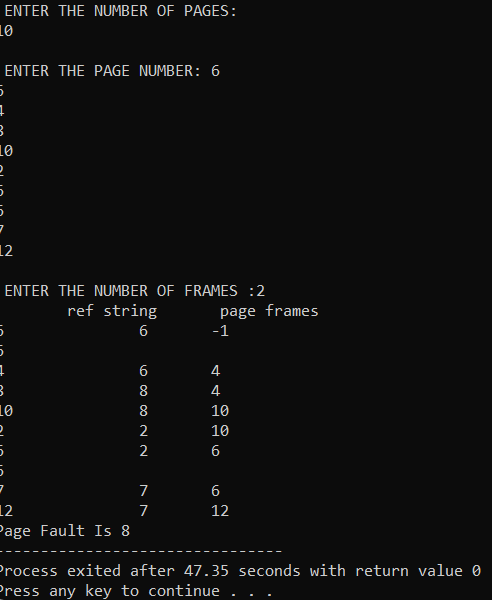 ENTER THE NUMBER OF PAGES:
10
ENTER THE PAGE NUMBER: 6
6
4
8
10
2
6
6
7
12
ENTER THE NUMBER OF FRAMES :2
ref string page frames
6 6 -1
6
4 6 4
8 8 4
10 8 10
2 2 10
6 2 6
6
7 7 6
12 7 12
Page Fault Is 8
--------------------------------
Process exited after 47.35 seconds with return value 0
Press any key to continue . . .